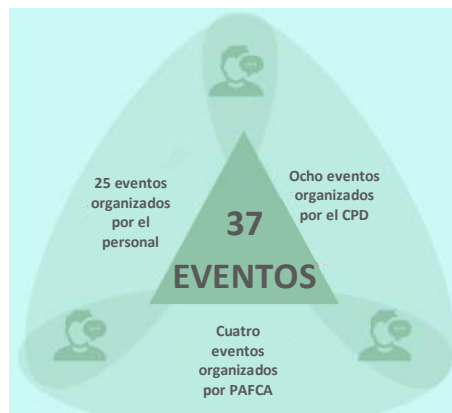 25 eventos
organizados
por el
personal
Ocho eventos
organizados
por el CPD
37
EVENTOS
Cuatro
eventos
organizados
por PAFCA